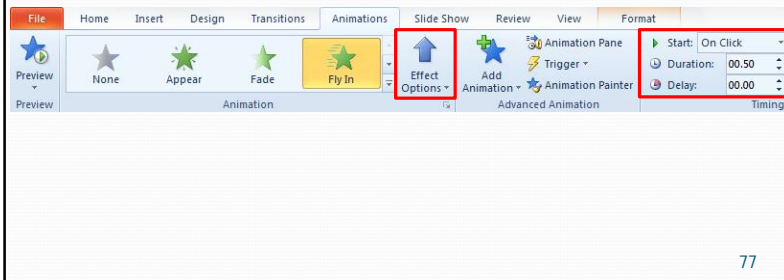 File Home Insert Design Transitions Animations Slide Show Review View Format
Preview
None
Appear
Fade
Fly In
Effect
Options
Add
Animation
Animation Pane
Trigger
Animation Painter
Start: On Click
Duration: 00.50
Delay: 00.00
Preview Animation Advanced Animation Timing
77